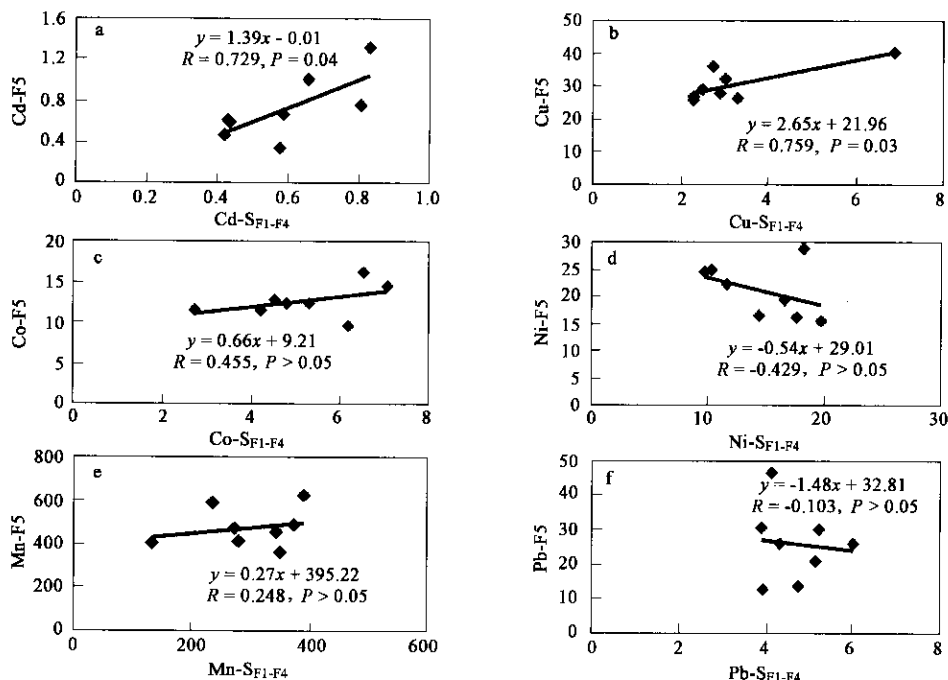 a
y = 1.39x - 0.01
R = 0.729, P = 0.04
Cd-F5
1.6
1.2
0.8
0.4
0
0 0.2 0.4 0.6 0.8 1.0
Cd-S_F1-F4
b
y = 2.65x + 21.96
R = 0.759, P = 0.03
Cu-F5
50
40
30
20
10
0
0 2 4 6 8
Cu-S_F1-F4
c
y = 0.66x + 9.21
R = 0.455, P > 0.05
Co-F5
20
15
10
5
0
0 2 4 6 8
Co-S_F1-F4
d
y = -0.54x + 29.01
R = -0.429, P > 0.05
Ni-F5
30
25
20
15
10
5
0
0 10 20 30
Ni-S_F1-F4
e
y = 0.27x + 395.22
R = 0.248, P > 0.05
Mn-F5
800
600
400
200
0
0 200 400 600
Mn-S_F1-F4
f
y = -1.48x + 32.81
R = -0.103, P > 0.05
Pb-F5
50
40
30
20
10
0
0 2 4 6 8
Pb-S_F1-F4